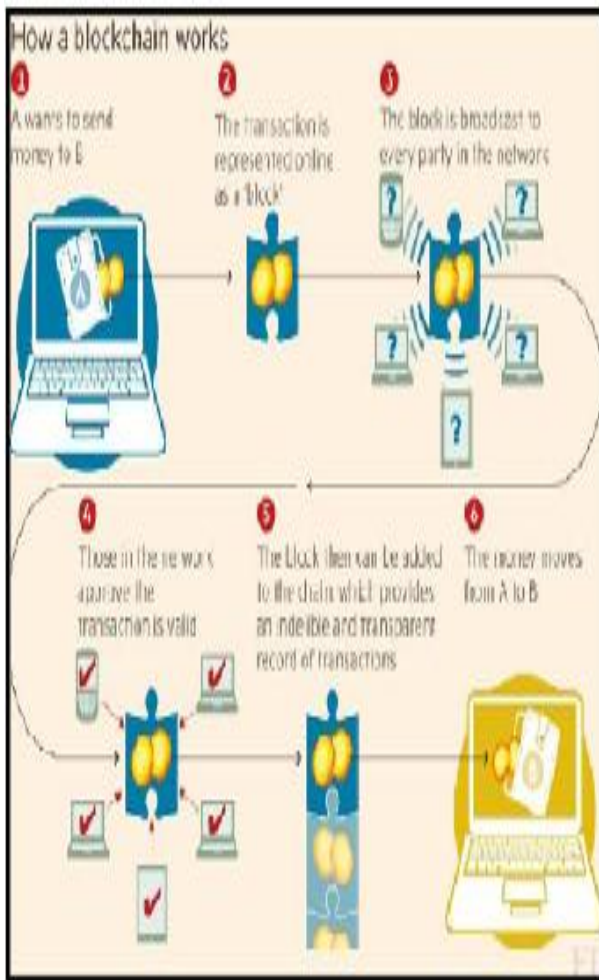 How a blockchain works
1
A wants to send
money to B
2
The transaction is
represented online
as a 'block'
3
The block is broadcast to
every party in the network
?
?
?
?
?
4
Those in the network
approve the
transaction is valid
5
The block then can be added
to the chain, which provides
an indelible and transparent
record of transactions
6
The money moves
from A to B
A
FT